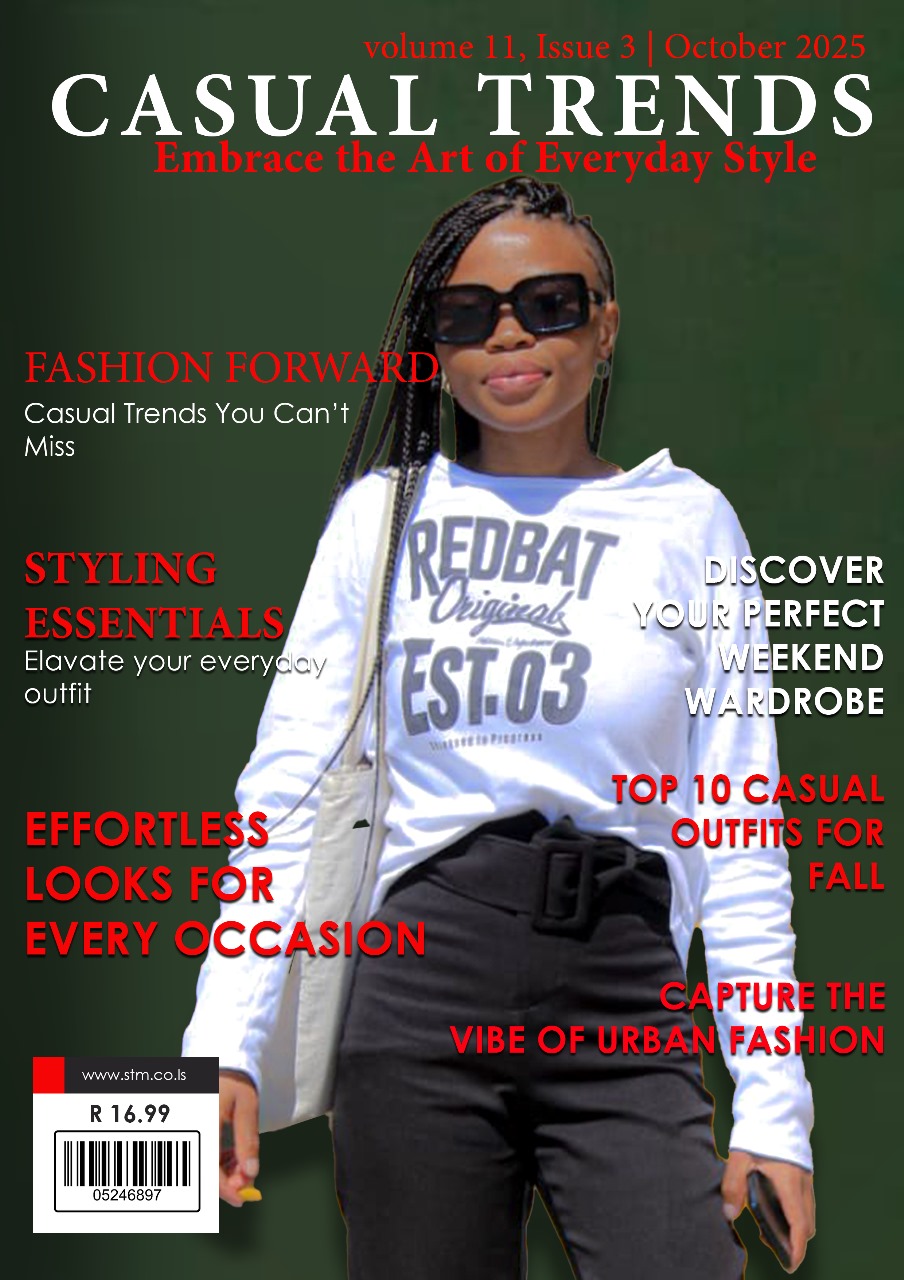 volume 11, Issue 3 | October 2025
CASUAL TRENDS
Embrace the Art of Everyday Style
FASHION FORWARD
Casual Trends You Can’t
Miss
REDBAT
Originals
EST.03
STYLING
ESSENTIALS
Elavate your everyday
outfit
DISCOVER
YOUR PERFECT
WEEKEND
WARDROBE
TOP 10 CASUAL
OUTFITS FOR
FALL
EFFORTLESS
LOOKS FOR
EVERY OCCASION
CAPTURE THE
VIBE OF URBAN FASHION
www.stm.co.ls
R 16.99
05246897